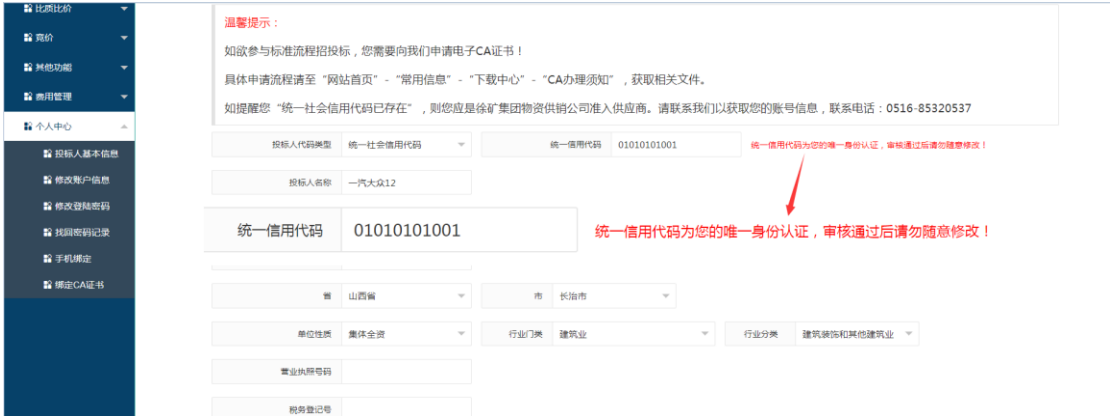 比质比价
竞价
其他功能
费用管理
个人中心
投标人基本信息
修改账户信息
修改登陆密码
找回密码记录
手机绑定
绑定CA证书
温馨提示：
如欲参与标准流程招投标，您需要向我们申请电子CA证书！
具体申请流程请至“网站首页”-“常用信息”-“下载中心”-“CA办理须知”，获取相关文件。
如提醒您“统一社会信用代码已存在”，则您应是徐矿集团物资供销公司准入供应商。请联系我们以获取您的账号信息，联系电话：0516-85320537
投标人代码类型 统一社会信用代码 统一信用代码 01010101001 统一信用代码为您的唯一身份认证，审核通过后请勿随意修改！
投标人名称 一汽大众12
统一信用代码 01010101001 统一信用代码为您的唯一身份认证，审核通过后请勿随意修改！
省 山西省 市 长治市
单位性质 集体全资 行业门类 建筑业 行业分类 建筑装饰和其他建筑业
营业执照号码
税务登记号